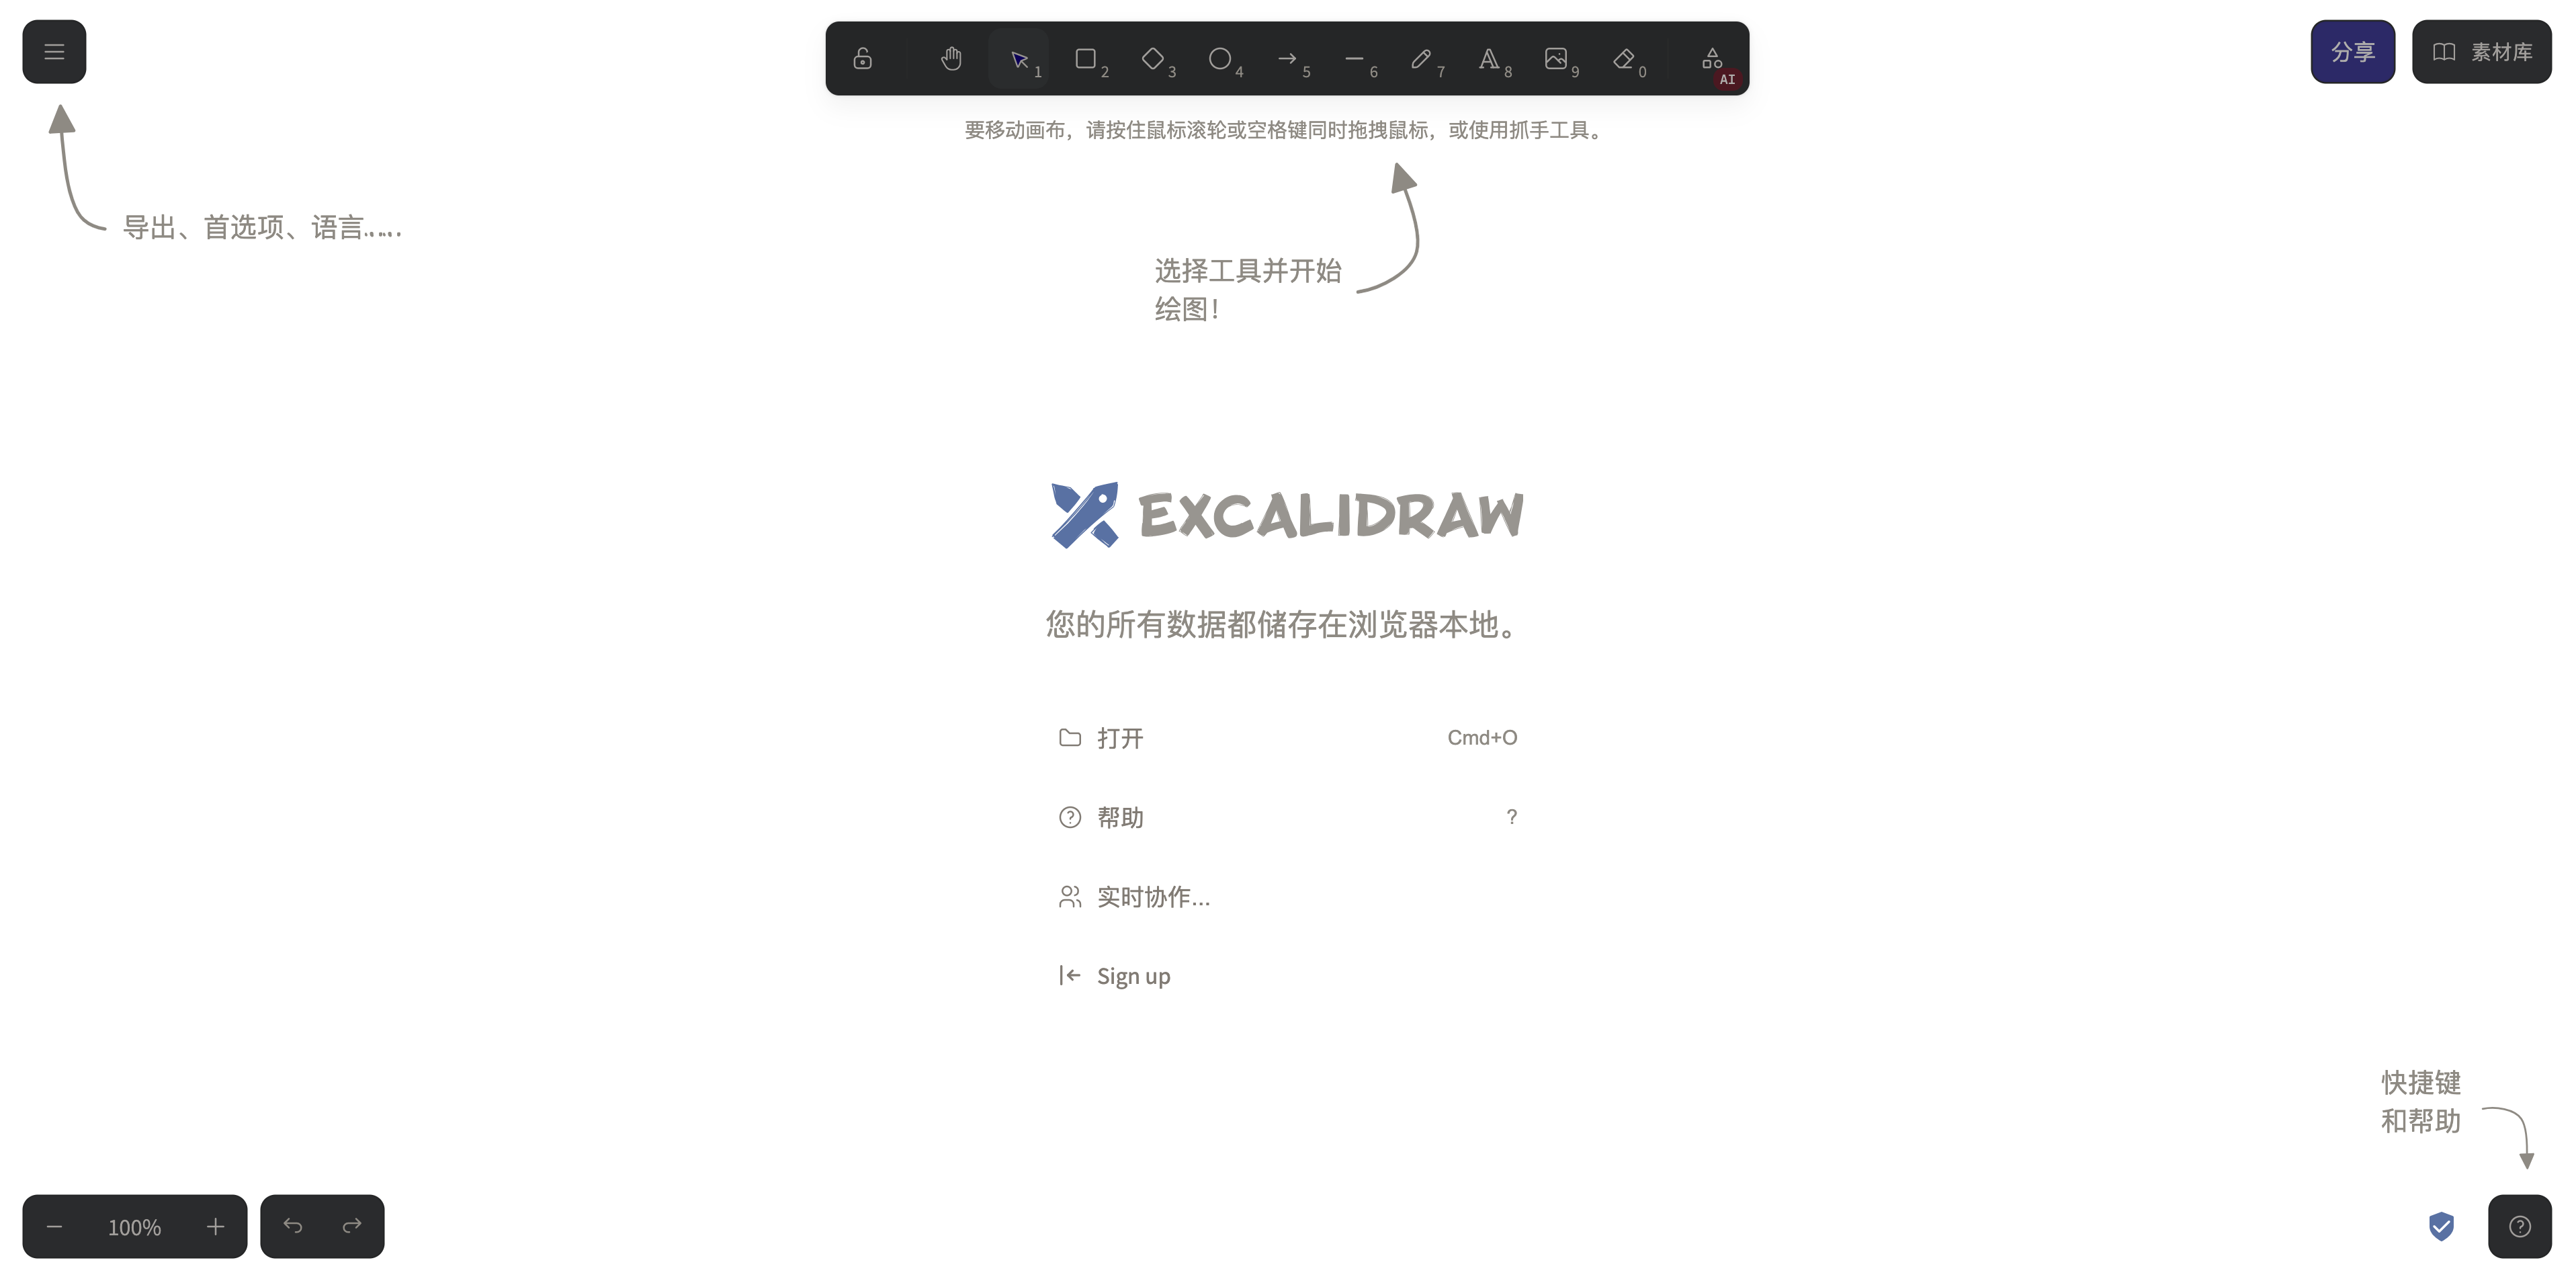 1 2 3 4 5 6 7 8 9 0 AI
分享 素材库
要移动画布，请按住鼠标滚轮或空格键同时拖拽鼠标，或使用抓手工具。
导出、首选项、语言……
选择工具并开始
绘图！
EXCALIDRAW
您的所有数据都储存在浏览器本地。
打开 Cmd+O
帮助 ?
实时协作...
Sign up
快捷键
和帮助
100%